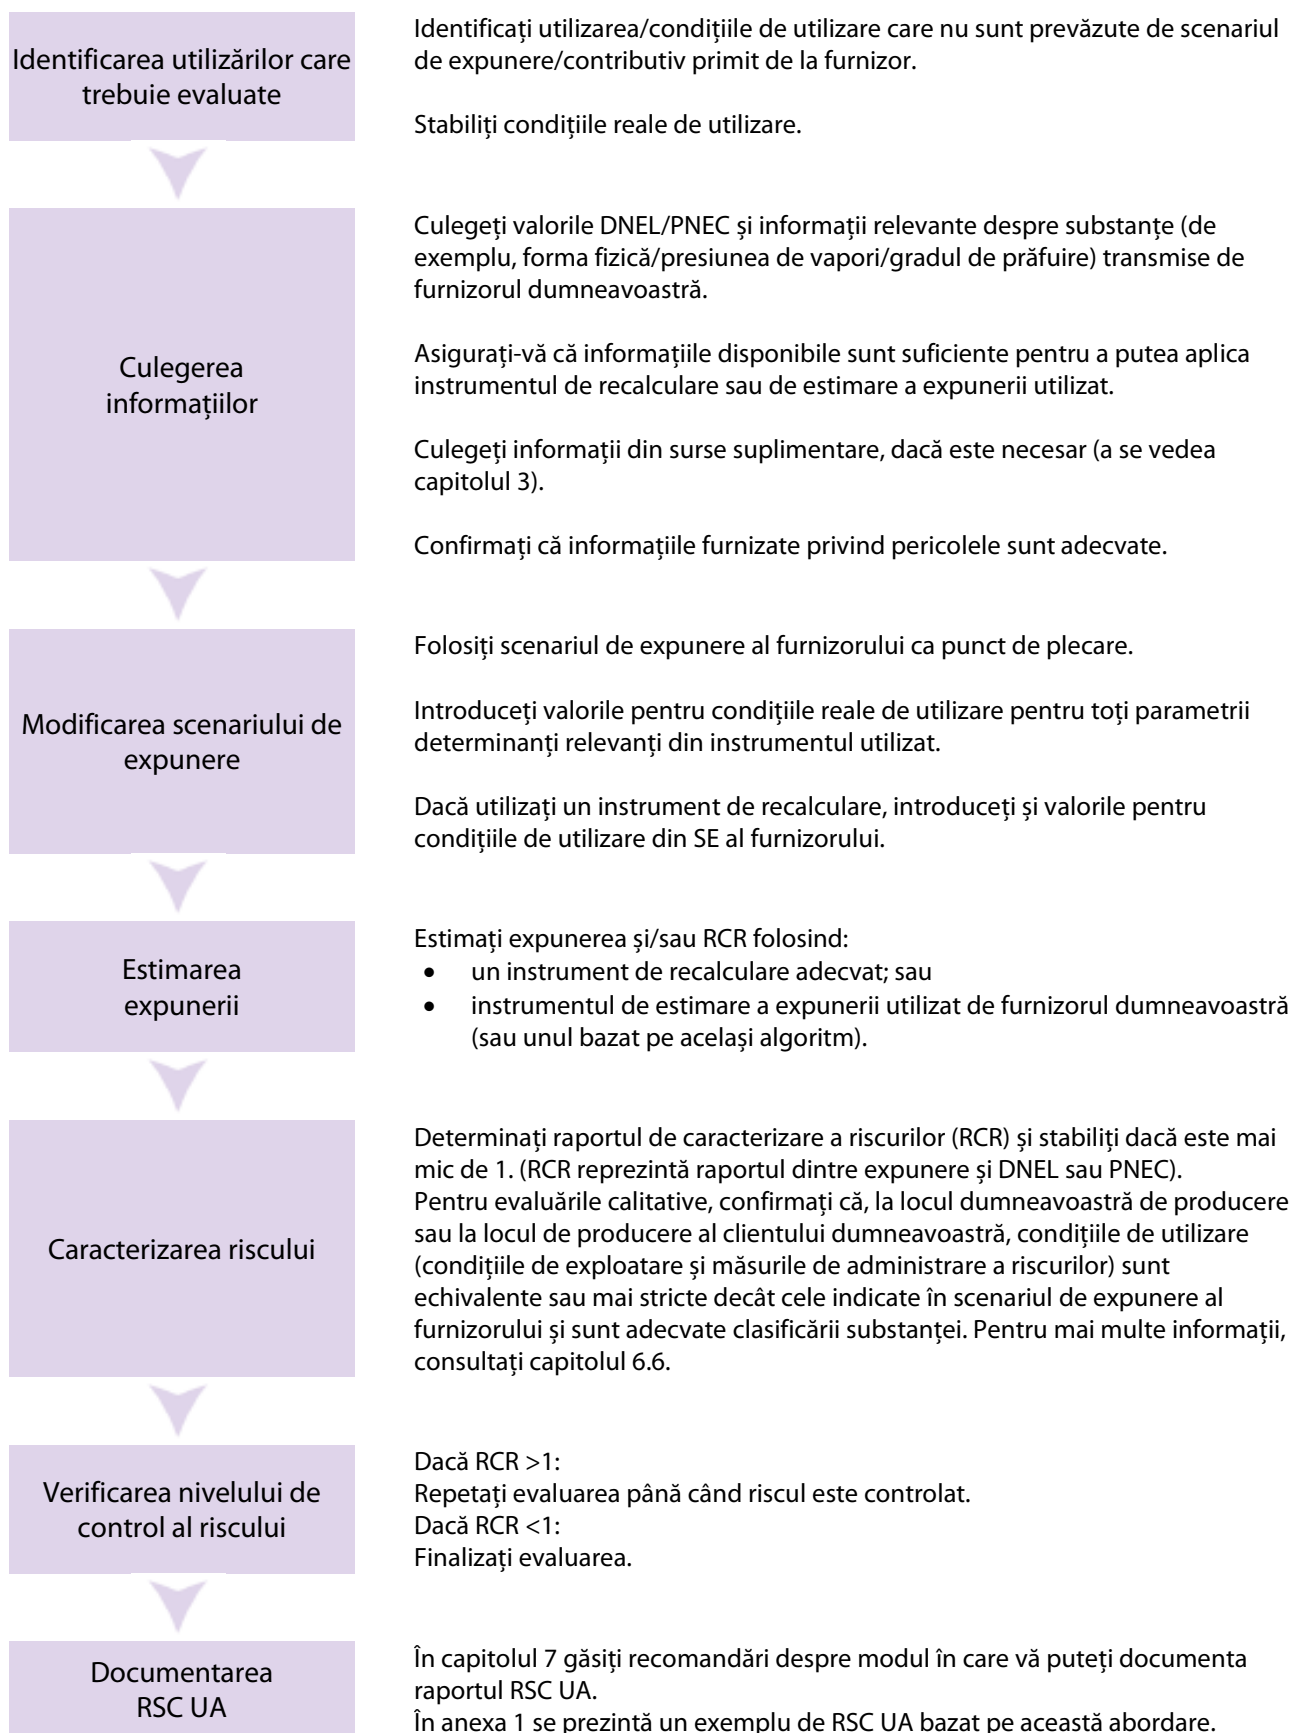 Identificarea utilizărilor care
trebuie evaluate
Identificați utilizarea/condițiile de utilizare care nu sunt prevăzute de scenariul
de expunere/contributiv primit de la furnizor.
Stabiliți condițiile reale de utilizare.
Culegerea
informațiilor
Culegeți valorile DNEL/PNEC și informații relevante despre substanțe (de
exemplu, forma fizică/presiunea de vapori/gradul de prăfuire) transmise de
furnizorul dumneavoastră.
Asigurați-vă că informațiile disponibile sunt suficiente pentru a putea aplica
instrumentul de recalculare sau de estimare a expunerii utilizat.
Culegeți informații din surse suplimentare, dacă este necesar (a se vedea
capitolul 3).
Confirmați că informațiile furnizate privind pericolele sunt adecvate.
Modificarea scenariului de
expunere
Folosiți scenariul de expunere al furnizorului ca punct de plecare.
Introduceți valorile pentru condițiile reale de utilizare pentru toți parametrii
determinanți relevanți din instrumentul utilizat.
Dacă utilizați un instrument de recalculare, introduceți și valorile pentru
condițiile de utilizare din SE al furnizorului.
Estimarea
expunerii
Estimați expunerea și/sau RCR folosind:
• un instrument de recalculare adecvat; sau
• instrumentul de estimare a expunerii utilizat de furnizorul dumneavoastră
(sau unul bazat pe același algoritm).
Caracterizarea riscului
Determinați raportul de caracterizare a riscurilor (RCR) și stabiliți dacă este mai
mic de 1. (RCR reprezintă raportul dintre expunere și DNEL sau PNEC).
Pentru evaluările calitative, confirmați că, la locul dumneavoastră de producere
sau la locul de producere al clientului dumneavoastră, condițiile de utilizare
(condițiile de exploatare și măsurile de administrare a riscurilor) sunt
echivalente sau mai stricte decât cele indicate în scenariul de expunere al
furnizorului și sunt adecvate clasificării substanței. Pentru mai multe informații,
consultați capitolul 6.6.
Verificarea nivelului de
control al riscului
Dacă RCR >1:
Repetați evaluarea până când riscul este controlat.
Dacă RCR <1:
Finalizați evaluarea.
Documentarea
RSC UA
În capitolul 7 găsiți recomandări despre modul în care vă puteți documenta
raportul RSC UA.
În anexa 1 se prezintă un exemplu de RSC UA bazat pe această abordare.